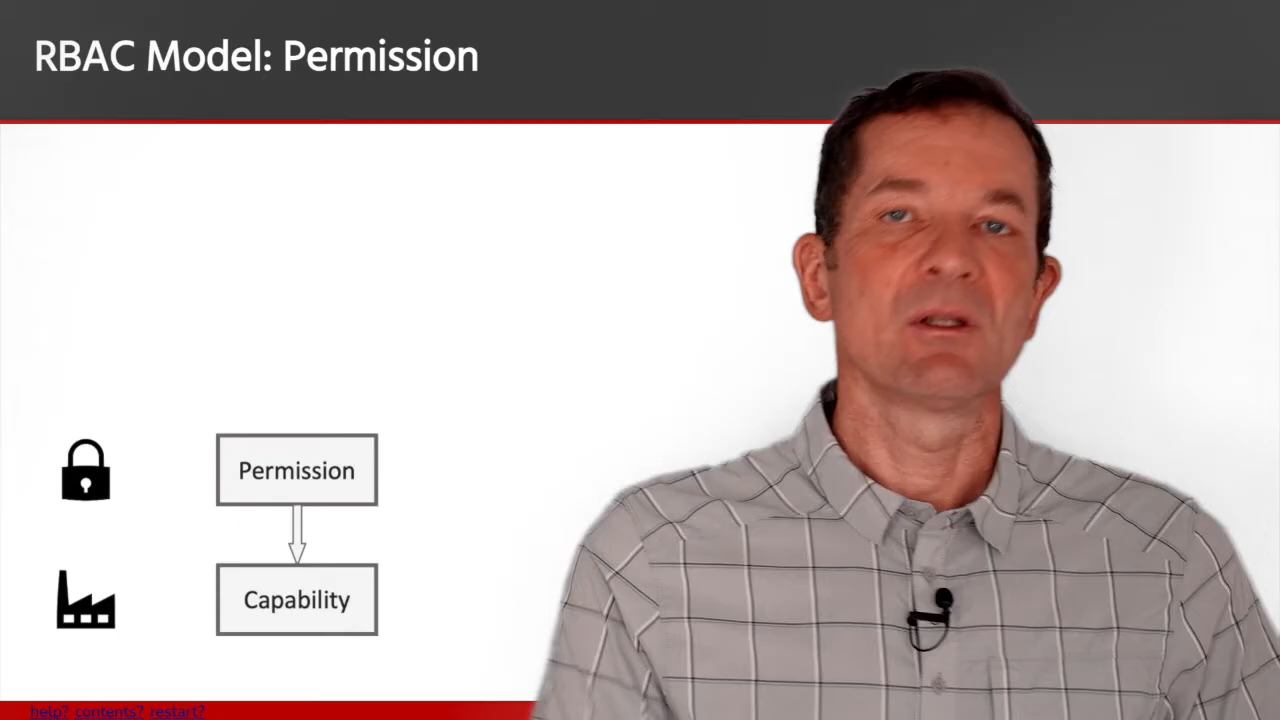 RBAC Model: Permission
Permission
Capability
help? contents? restart?